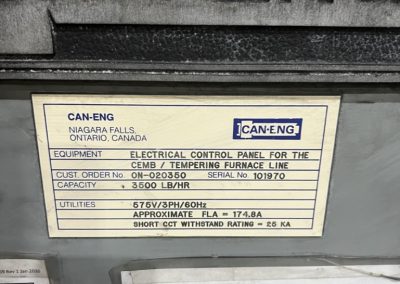 CAN-ENG
NIAGARA FALLS,
ONTARIO, CANADA
CAN-ENG
EQUIPMENT ELECTRICAL CONTROL PANEL FOR THE
CEMB / TEMPERING FURNACE LINE
CUST. ORDER No. ON-020350 SERIAL No. 101970
CAPACITY 3500 LB/HR
UTILITIES 575V/3PH/60Hz
APPROXIMATE FLA = 174.8A
SHORT CCT WITHSTAND RATING = 25 KA